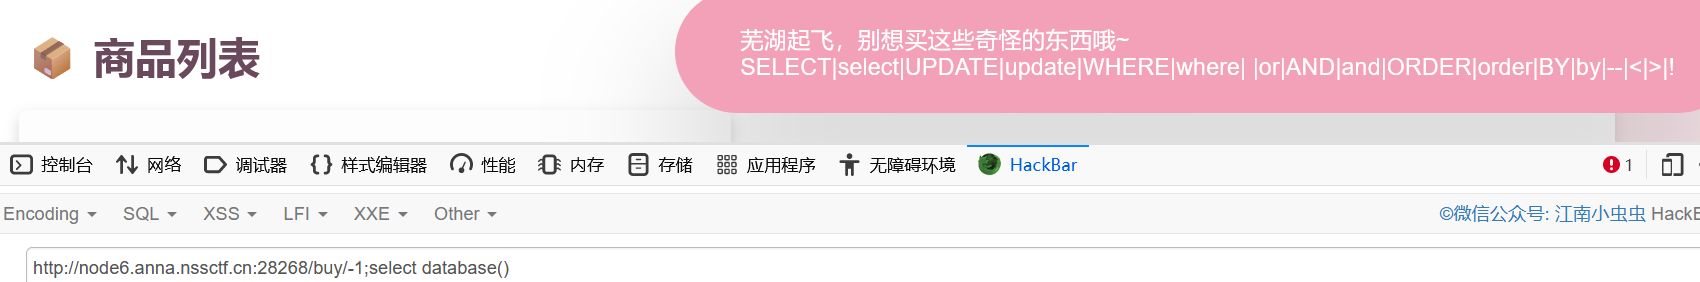 商品列表
芜湖起飞，别想买这些奇怪的东西哦~
SELECT|select|UPDATE|update|WHERE|where| |or|AND|and|ORDER|order|BY|by|--|<|>|!
控制台 网络 调试器 样式编辑器 性能 内存 存储 应用程序 无障碍环境 HackBar 1
Encoding SQL XSS LFI XXE Other ©微信公众号: 江南小虫虫 HackB
http://node6.anna.nssctf.cn:28268/buy/-1;select database()